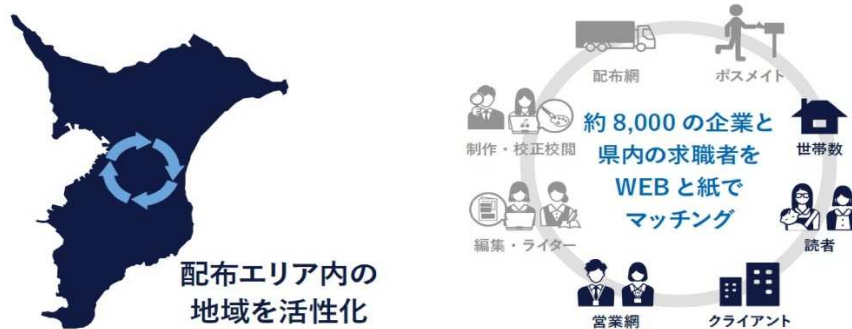 配布エリア内の
地域を活性化
配布網
ポスメイト
制作・校正校閲
約 8,000 の企業と
県内の求職者を
WEB と紙で
マッチング
世帯数
編集・ライター
読者
営業網
クライアント